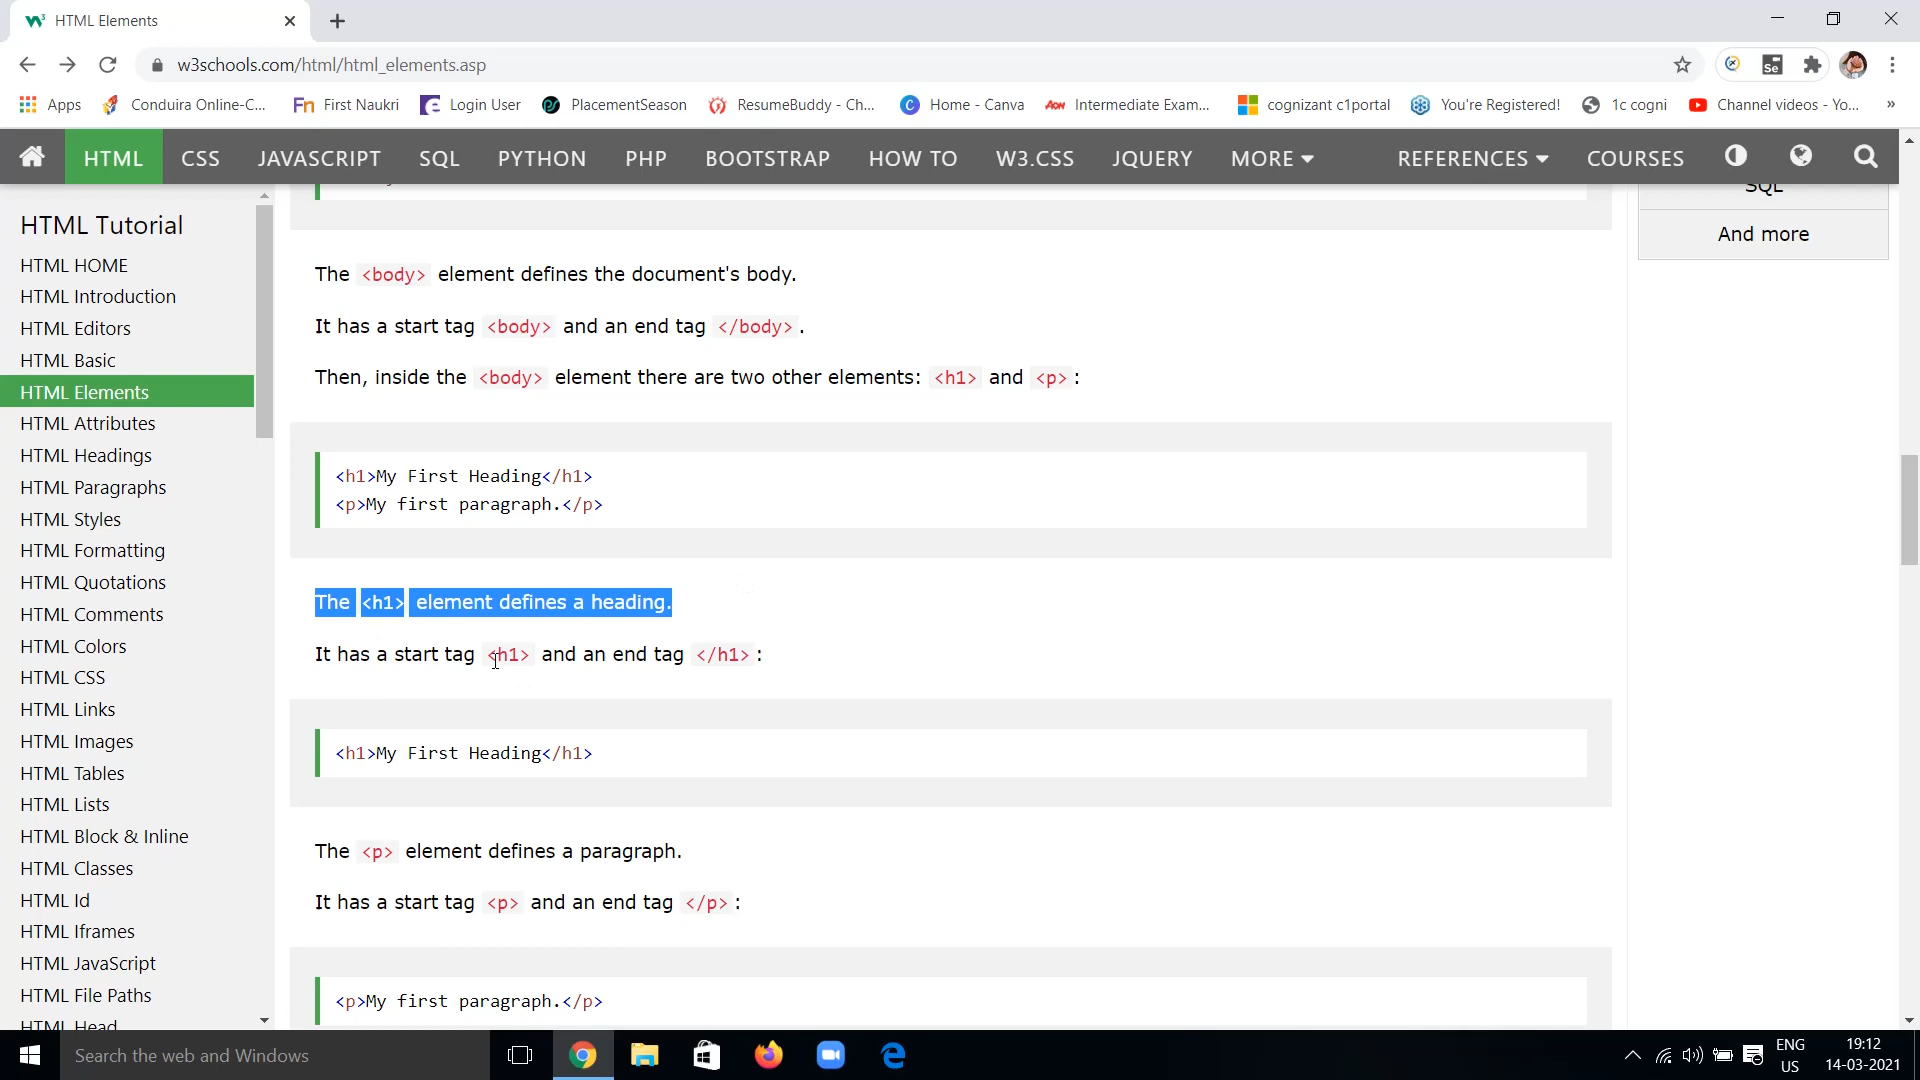 HTML Elements
w3schools.com/html/html_elements.asp
Apps
Conduira Online-C...
First Naukri
Login User
PlacementSeason
ResumeBuddy - Ch...
Home - Canva
Intermediate Exam...
cognizant c1portal
You're Registered!
1c cogni
Channel videos - Yo...
»
HTML CSS JAVASCRIPT SQL PYTHON PHP BOOTSTRAP HOW TO W3.CSS JQUERY MORE REFERENCES COURSES
HTML Tutorial
HTML HOME
HTML Introduction
HTML Editors
HTML Basic
HTML Elements
HTML Attributes
HTML Headings
HTML Paragraphs
HTML Styles
HTML Formatting
HTML Quotations
HTML Comments
HTML Colors
HTML CSS
HTML Links
HTML Images
HTML Tables
HTML Lists
HTML Block & Inline
HTML Classes
HTML Id
HTML Iframes
HTML JavaScript
HTML File Paths
HTML Head
The <body> element defines the document's body.
It has a start tag <body> and an end tag </body>.
Then, inside the <body> element there are two other elements: <h1> and <p>:
<h1>My First Heading</h1>
<p>My first paragraph.</p>
The <h1> element defines a heading.
It has a start tag <h1> and an end tag </h1>:
<h1>My First Heading</h1>
The <p> element defines a paragraph.
It has a start tag <p> and an end tag </p>:
<p>My first paragraph.</p>
SQL
And more
Search the web and Windows
ENG
US
19:12
14-03-2021